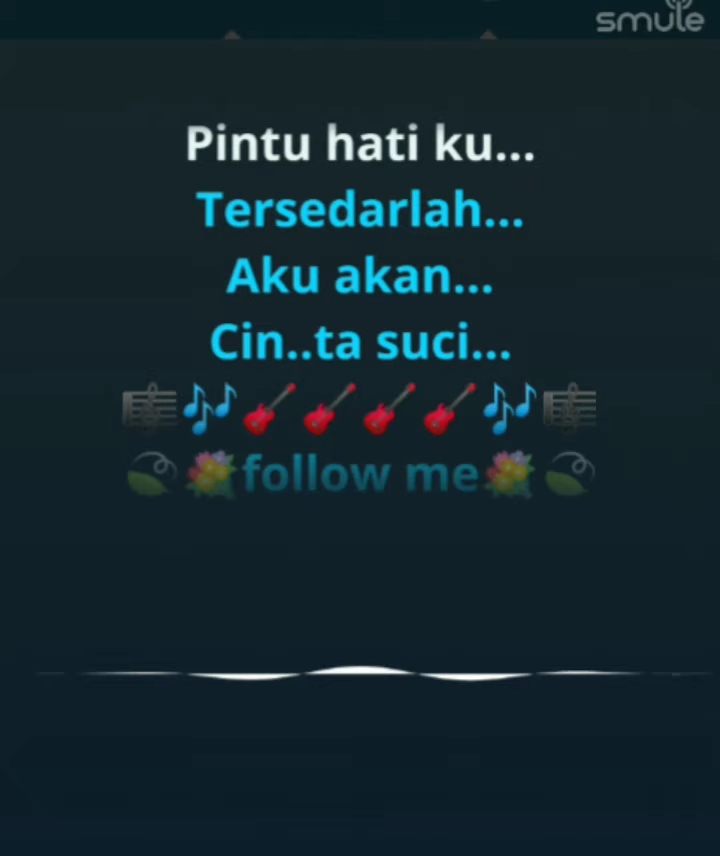 smule
Pintu hati ku...
Tersedarlah...
Aku akan...
Cin..ta suci...
🎼🎶🎸🎸🎸🎸🎶🎼
follow me